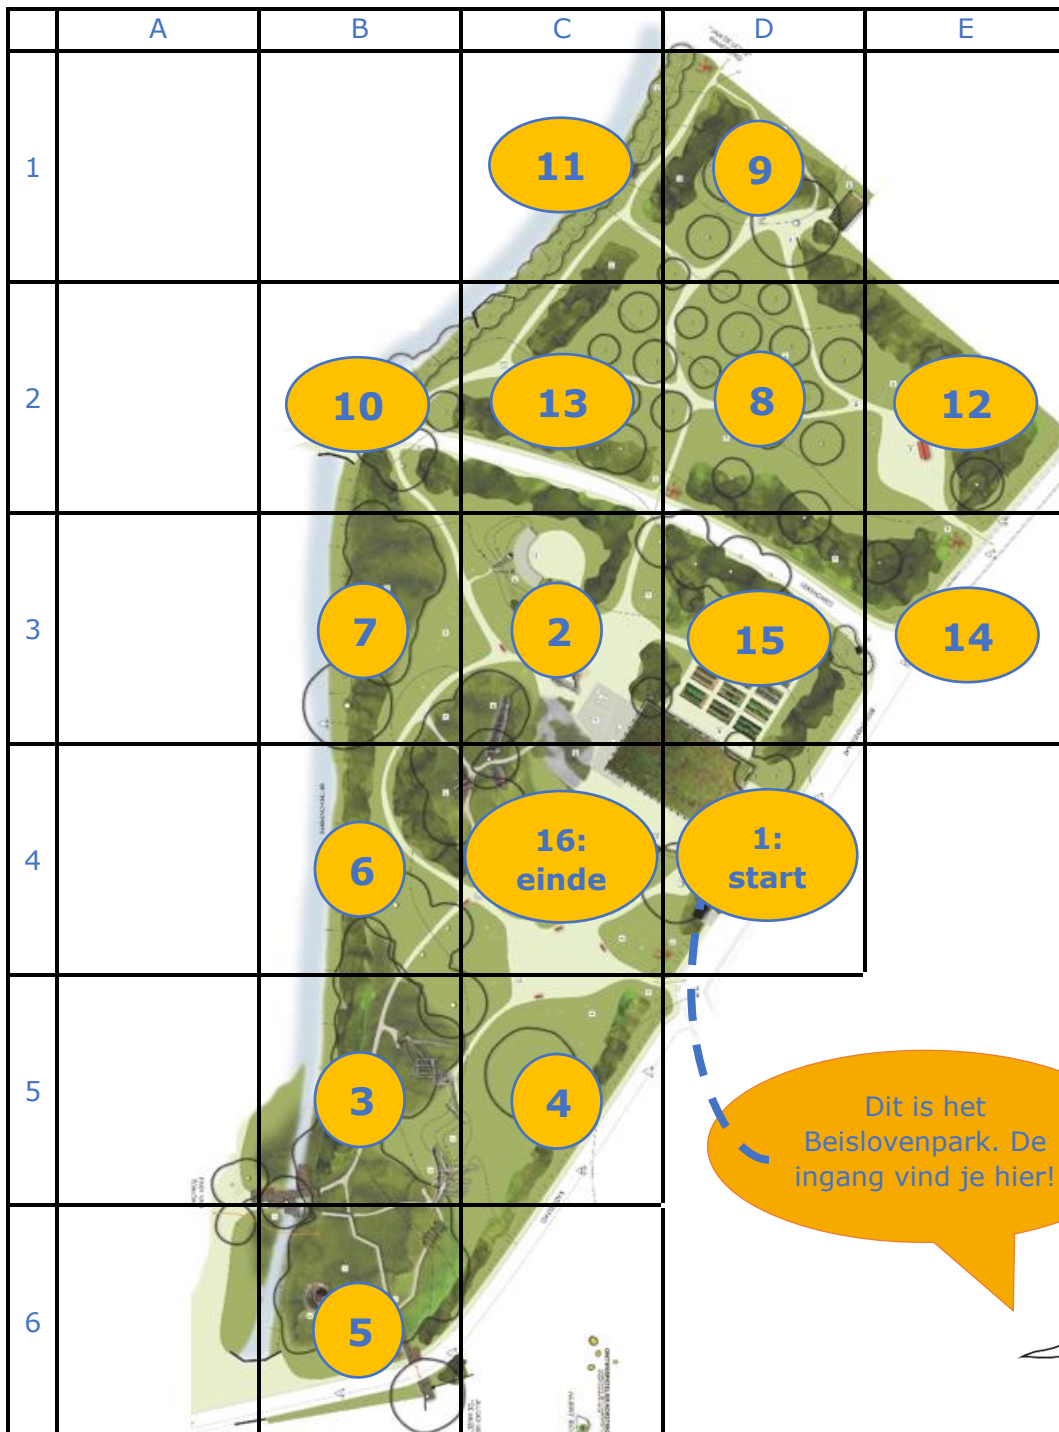 A B C D E
1 11 9
2 10 13 8 12
3 7 2 15 14
4 6 16: einde 1: start
5 3 4
Dit is het
Beislovenpark. De
ingang vind je hier!
6 5